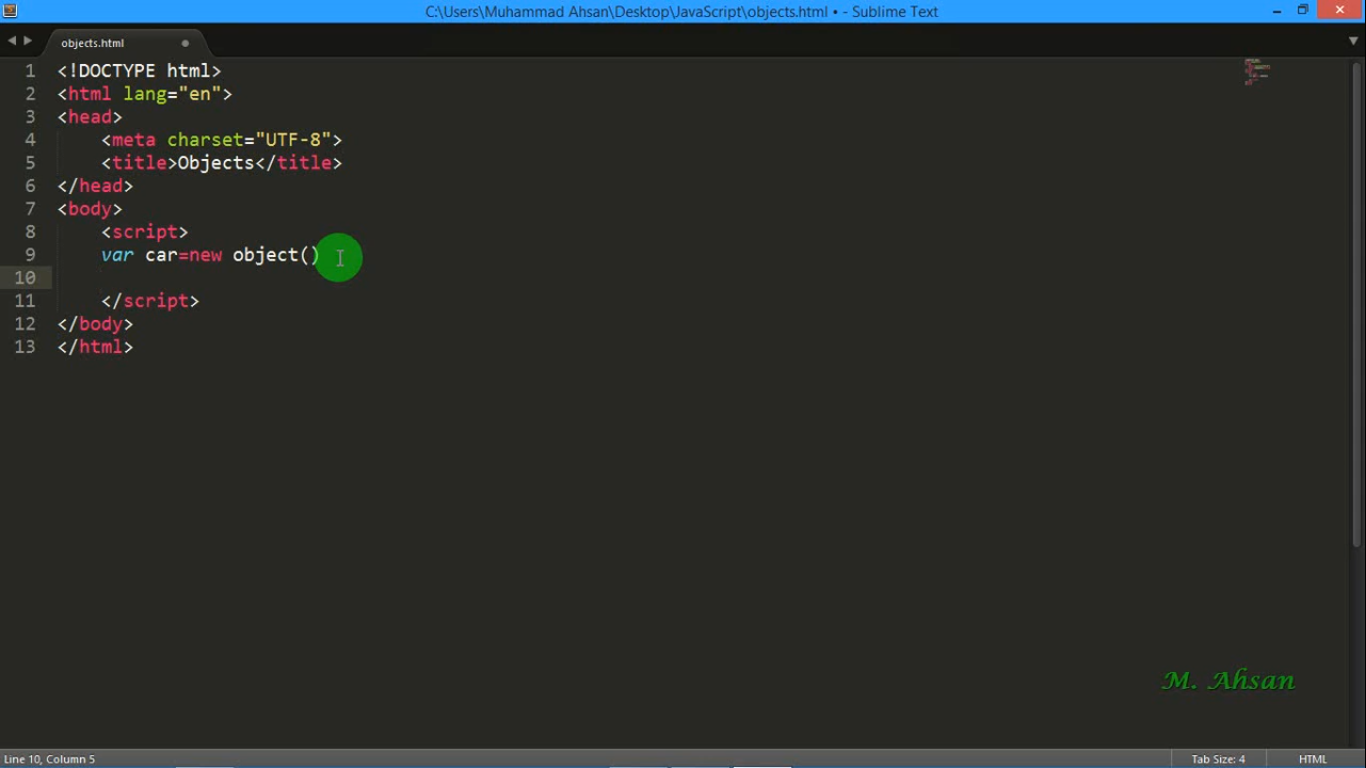 C:\Users\Muhammad Ahsan\Desktop\JavaScript\objects.html • - Sublime Text
objects.html
1 <!DOCTYPE html>
2 <html lang="en">
3 <head>
4     <meta charset="UTF-8">
5     <title>Objects</title>
6 </head>
7 <body>
8     <script>
9     var car=new object()
10
11     </script>
12 </body>
13 </html>
M. Ahsan
Line 10, Column 5
Tab Size: 4
HTML